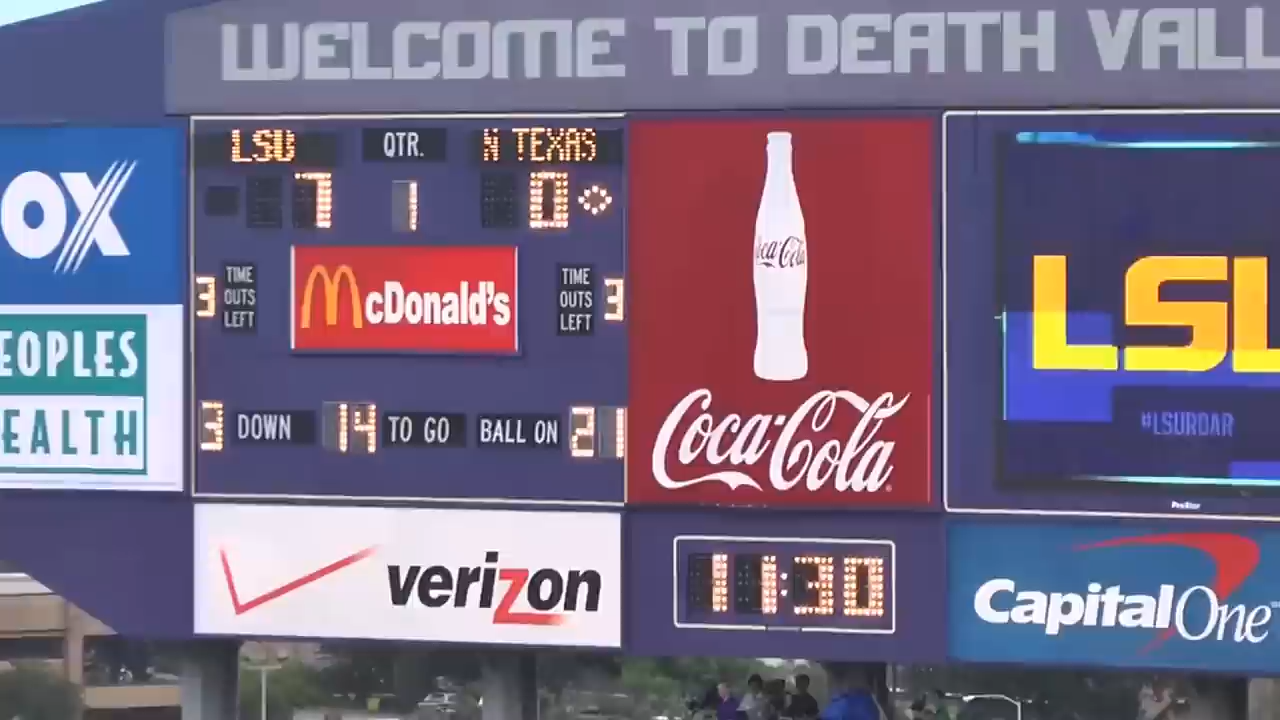 WELCOME TO DEATH VALL
OX
EOPLES
EALTH
LSU QTR. N TEXAS
7 1 0
3 TIME OUTS LEFT
McDonald's
TIME OUTS LEFT 3
3 DOWN 14 TO GO BALL ON 21
verizon
Coca-Cola
Coca-Cola
11:30
LSU
#LSUROAR
ProStar
CapitalOne